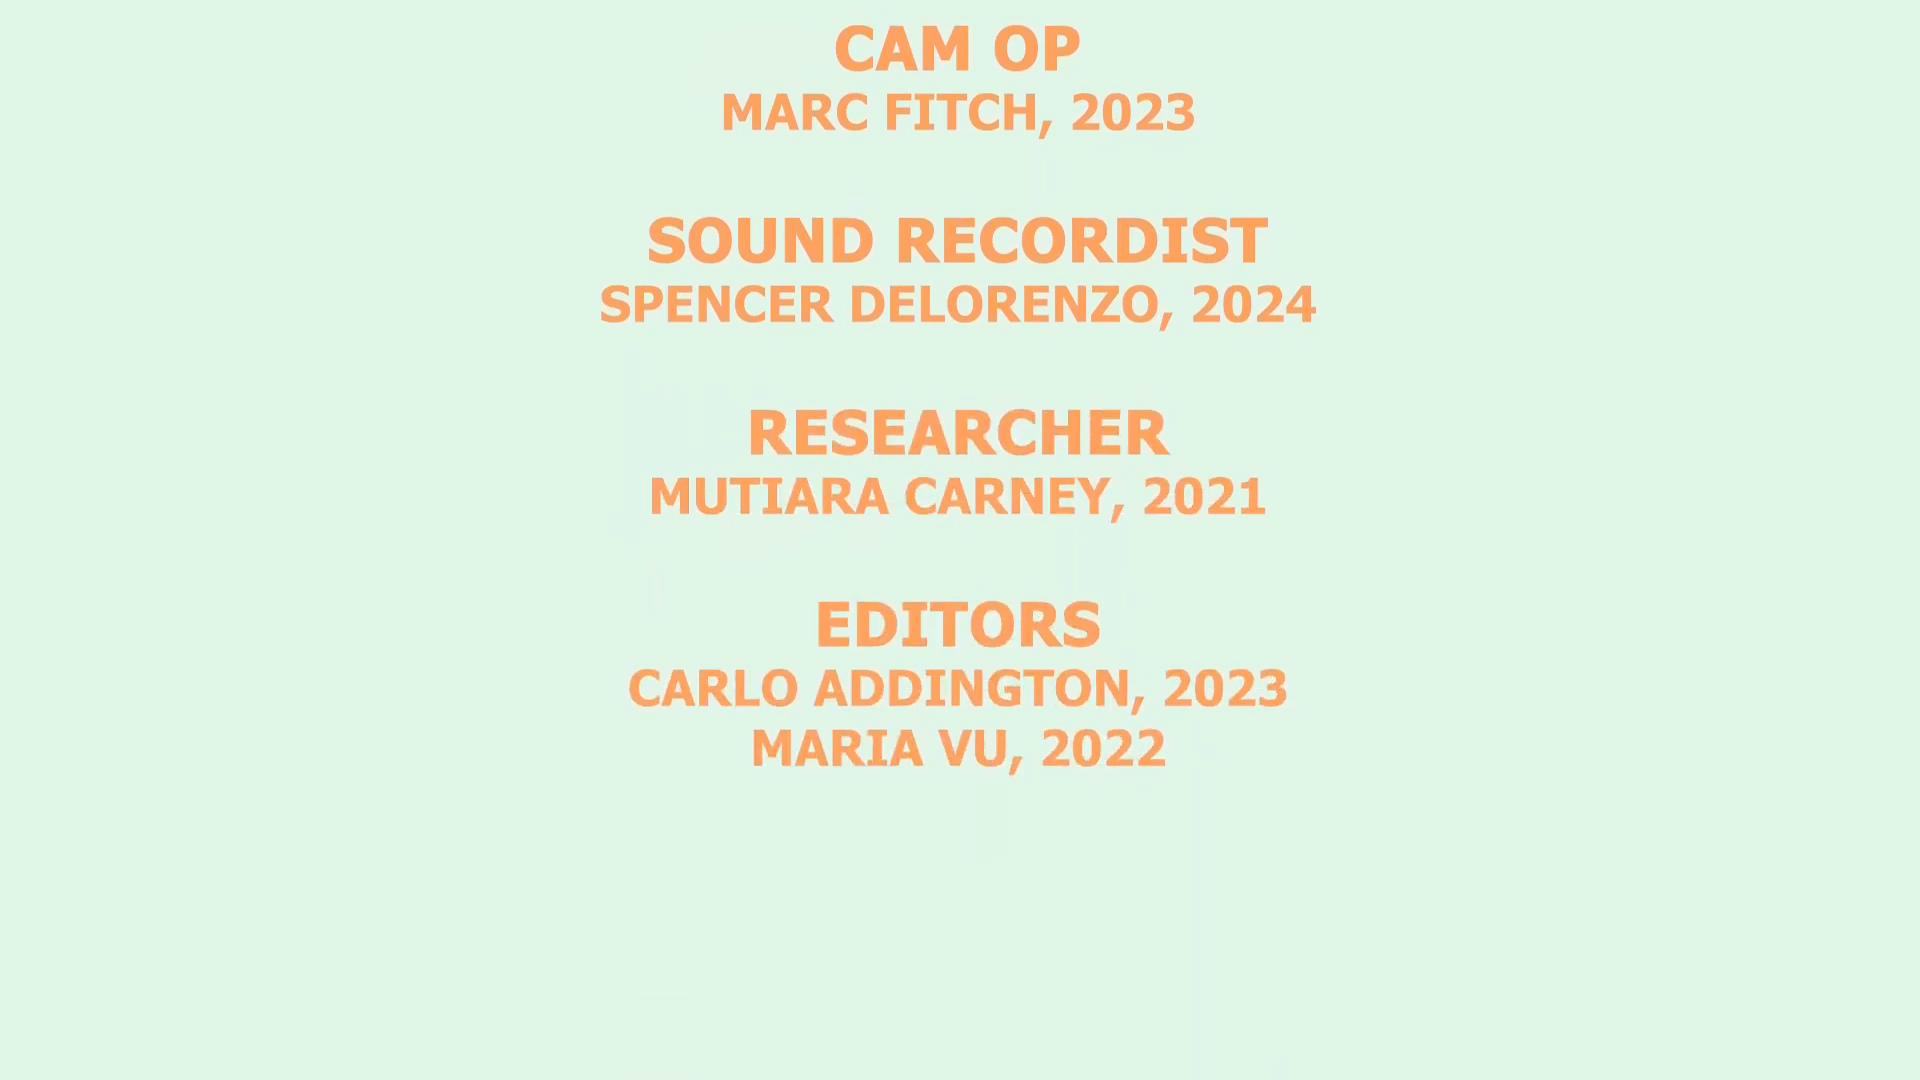 CAM OP
MARC FITCH, 2023
SOUND RECORDIST
SPENCER DELORENZO, 2024
RESEARCHER
MUTIARA CARNEY, 2021
EDITORS
CARLO ADDINGTON, 2023
MARIA VU, 2022